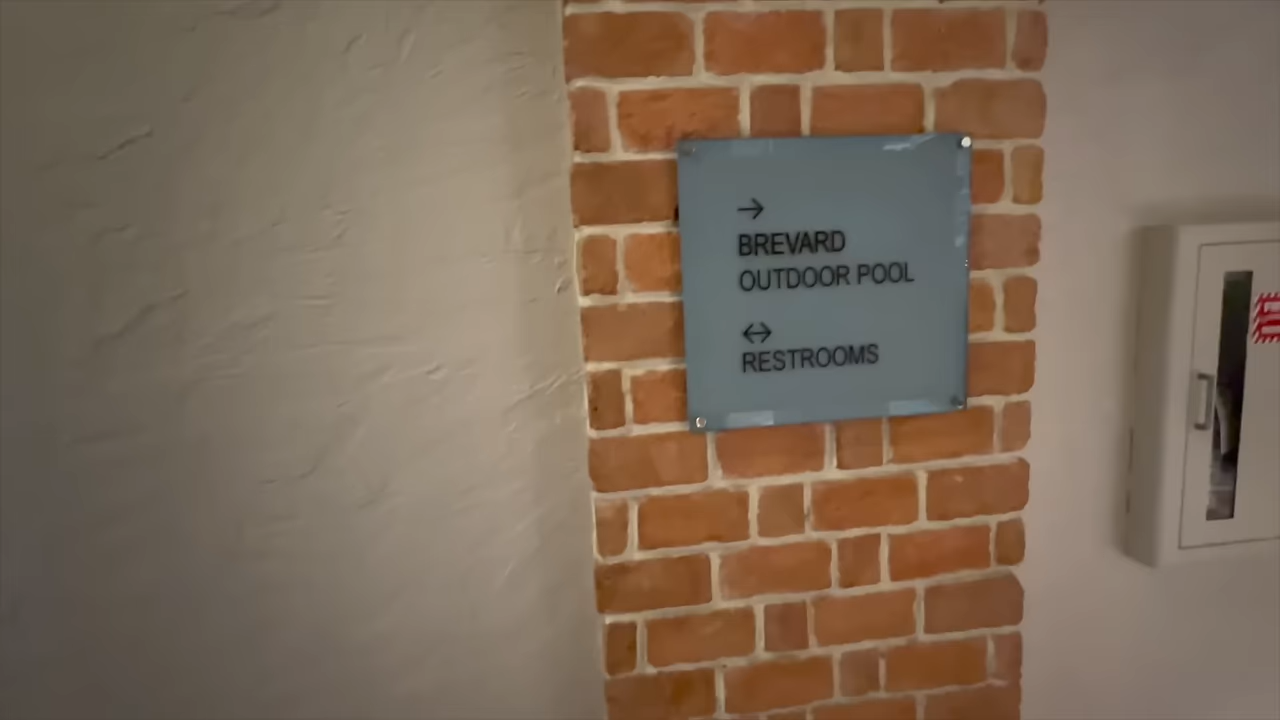 →
BREVARD
OUTDOOR POOL
↔
RESTROOMS